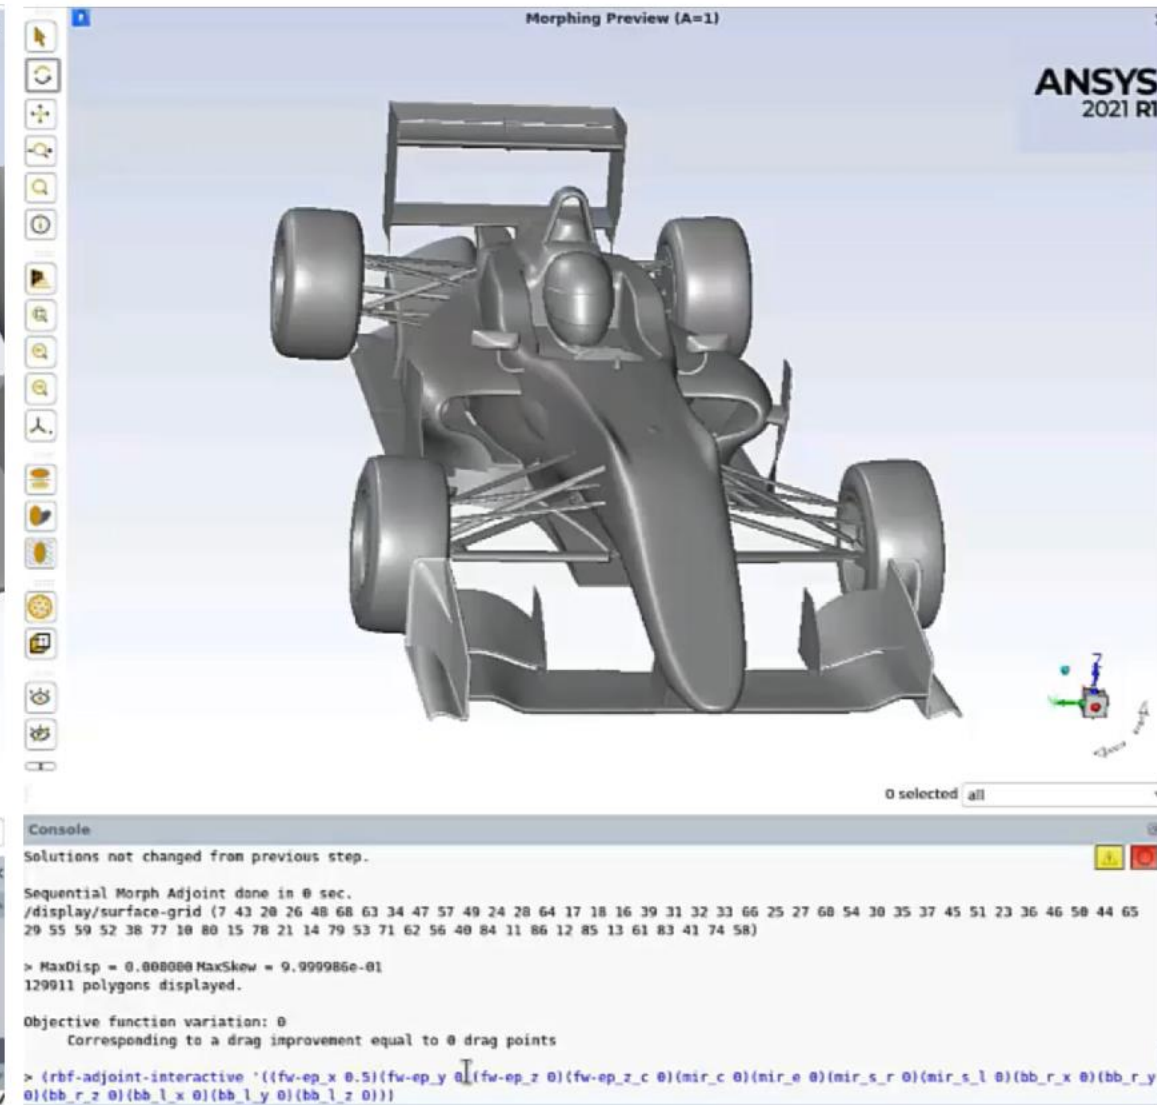 Morphing Preview (A=1)
ANSYS
2021 R1
Z
0 selected all
Console
Solutions not changed from previous step.
Sequential Morph Adjoint done in 0 sec.
/display/surface-grid (7 43 20 26 48 68 63 34 47 57 49 24 28 64 17 18 16 39 31 32 33 66 25 27 60 54 30 35 37 45 51 23 36 46 50 44 65
29 55 59 52 38 77 10 80 15 78 21 14 79 53 71 62 56 40 84 11 86 12 85 13 61 83 41 74 58)
> MaxDisp = 0.000000 MaxSkew = 9.999986e-01
129911 polygons displayed.
Objective function variation: 0
Corresponding to a drag improvement equal to 0 drag points
> (rbf-adjoint-interactive '((fw-ep_x 0.5)(fw-ep_y 0)(fw-ep_z 0)(fw-ep_z_c 0)(mir_c 0)(mir_e 0)(mir_s_r 0)(mir_s_l 0)(bb_r_x 0)(bb_r_y
0)(bb_r_z 0)(bb_l_x 0)(bb_l_y 0)(bb_l_z 0)))